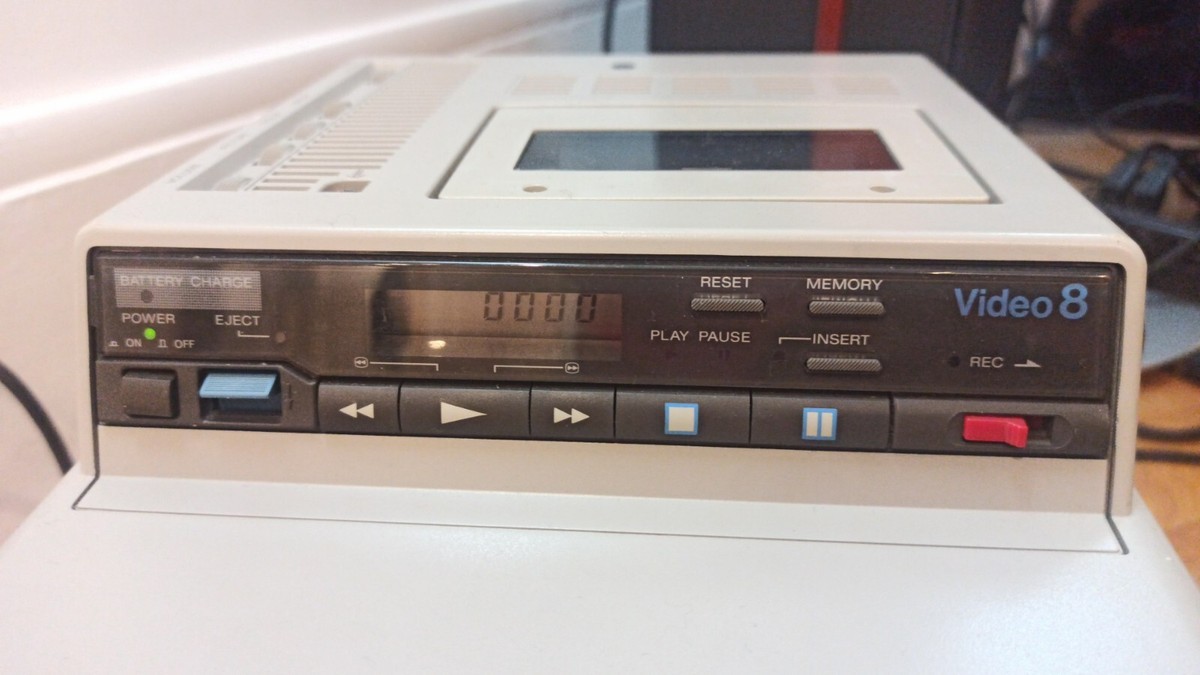 BATTERY CHARGE
POWER
ON
OFF
EJECT
0000
RESET
MEMORY
PLAY PAUSE
INSERT
Video 8
REC